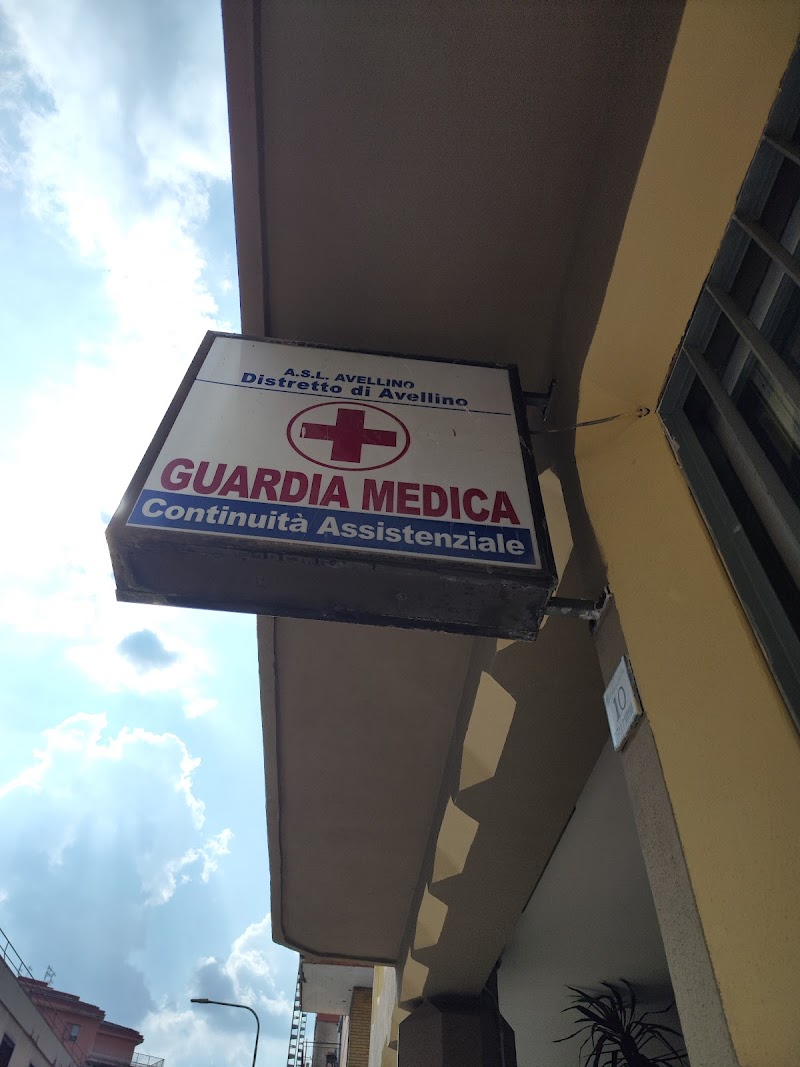 A.S.L. AVELLINO
Distretto di Avellino
GUARDIA MEDICA
Continuità Assistenziale
10